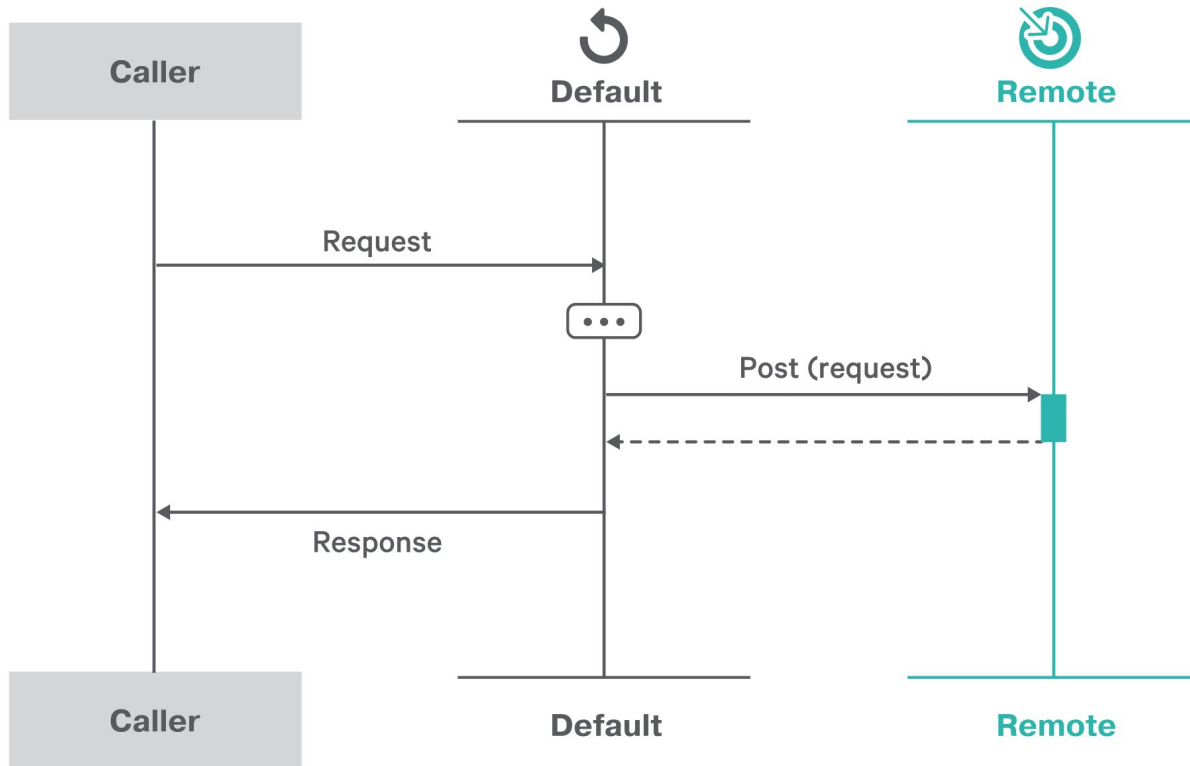 Caller
Default
Remote
Request
Post (request)
Response
Caller
Default
Remote